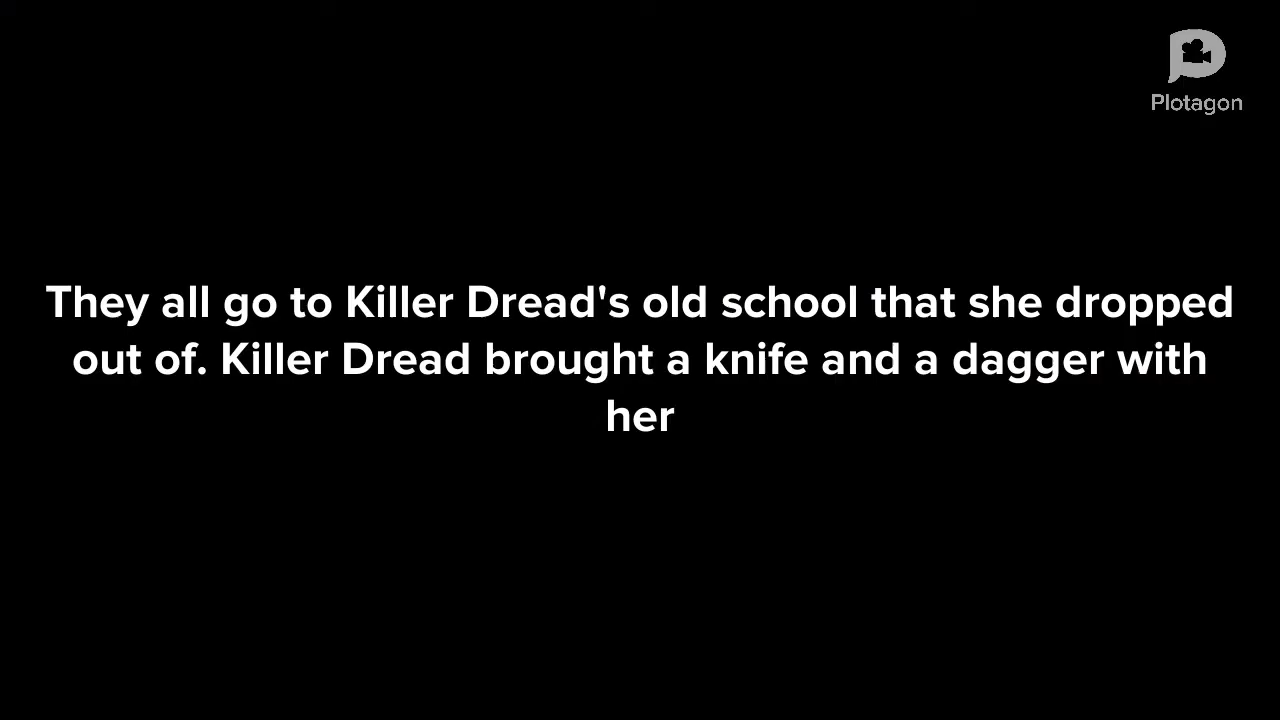 Plotagon
They all go to Killer Dread's old school that she dropped
out of. Killer Dread brought a knife and a dagger with
her